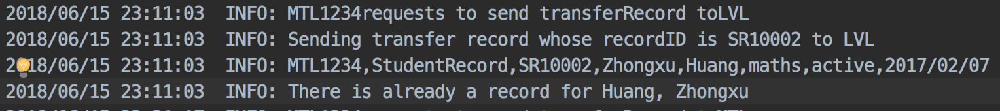 2018/06/15 23:11:03  INFO: MTL1234requests to send transferRecord toLVL
2018/06/15 23:11:03  INFO: Sending transfer record whose recordID is SR10002 to LVL
2018/06/15 23:11:03  INFO: MTL1234,StudentRecord,SR10002,Zhongxu,Huang,maths,active,2017/02/07
2018/06/15 23:11:03  INFO: There is already a record for Huang, Zhongxu